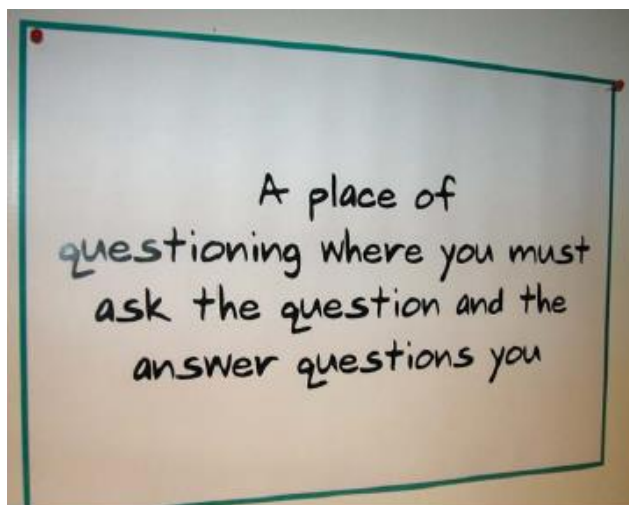 A place of
questioning where you must
ask the question and the
answer questions you